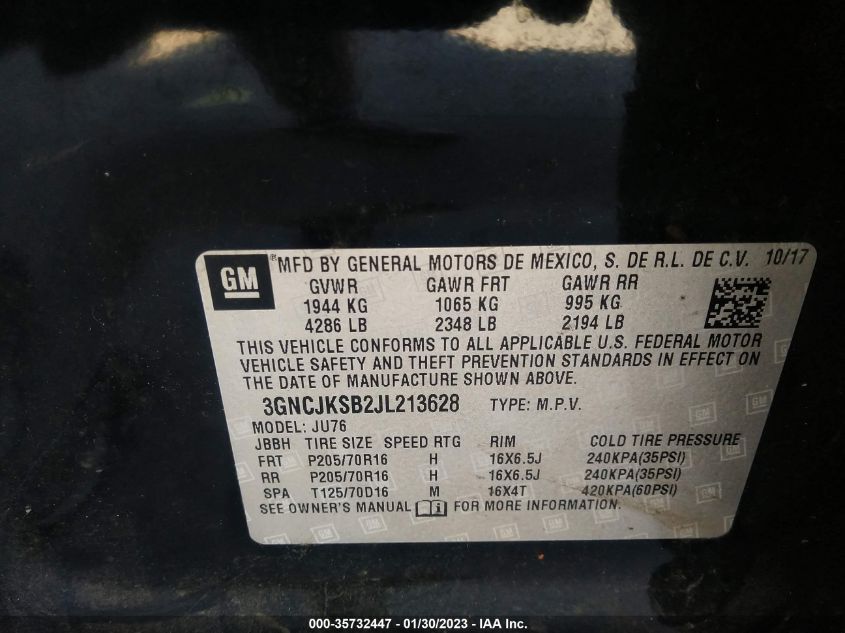 GM ® MFD BY GENERAL MOTORS DE MEXICO, S. DE R.L. DE C.V. 10/17
GVWR GAWR FRT GAWR RR
1944 KG 1065 KG 995 KG
4286 LB 2348 LB 2194 LB
THIS VEHICLE CONFORMS TO ALL APPLICABLE U.S. FEDERAL MOTOR
VEHICLE SAFETY AND THEFT PREVENTION STANDARDS IN EFFECT ON
THE DATE OF MANUFACTURE SHOWN ABOVE.
3GNCJKSB2JL213628 TYPE: M.P.V.
MODEL: JU76
JBBH TIRE SIZE SPEED RTG RIM COLD TIRE PRESSURE
FRT P205/70R16 H 16X6.5J 240KPA(35PSI)
RR P205/70R16 H 16X6.5J 240KPA(35PSI)
SPA T125/70D16 M 16X4T 420KPA(60PSI)
SEE OWNER'S MANUAL FOR MORE INFORMATION.
000-35732447 - 01/30/2023 - IAA Inc.